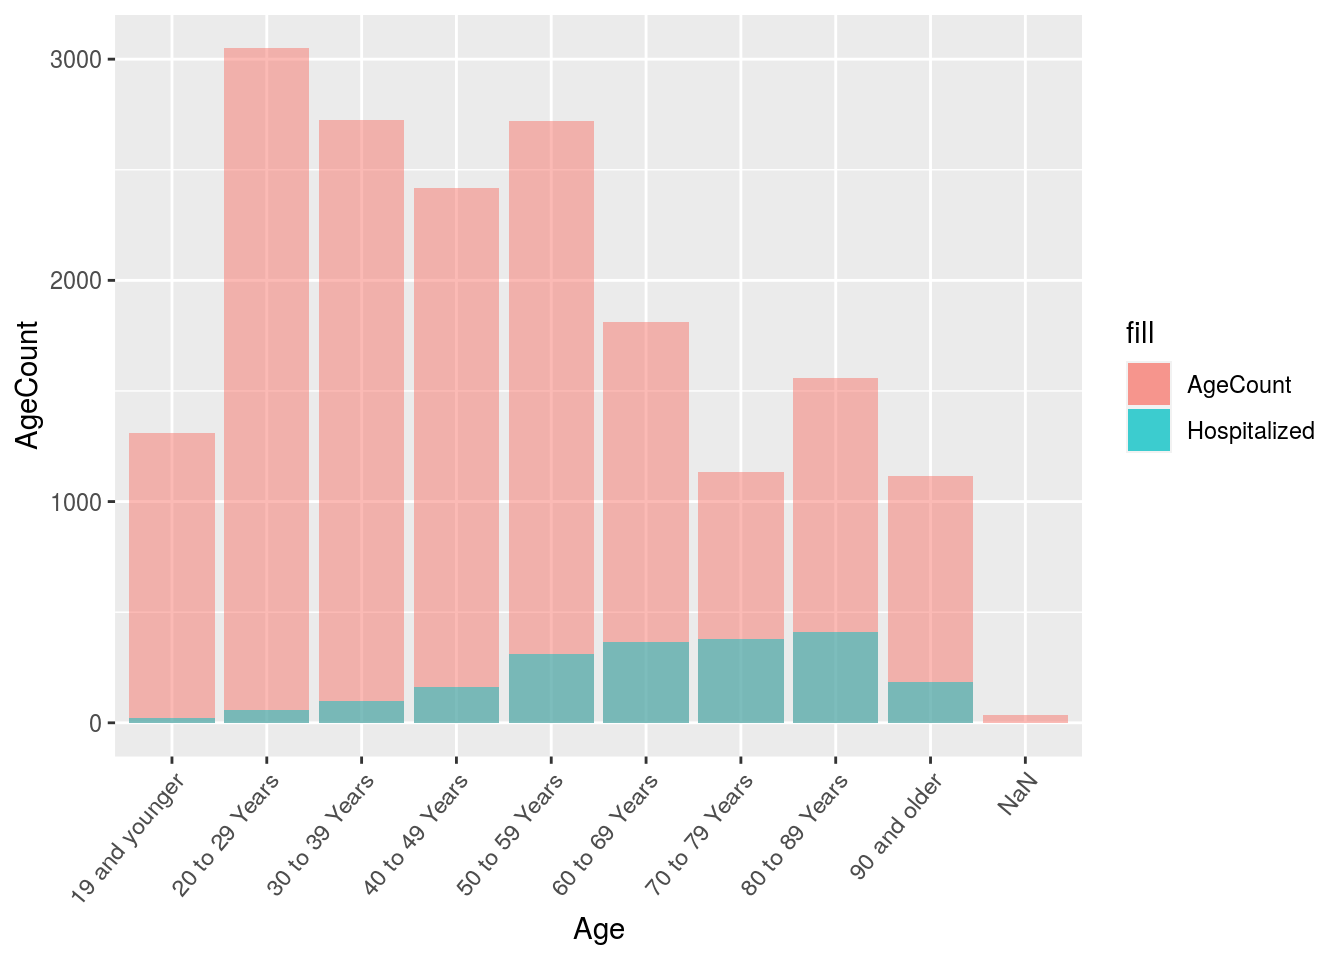 3000
2000
1000
0
AgeCount
19 and younger
20 to 29 Years
30 to 39 Years
40 to 49 Years
50 to 59 Years
60 to 69 Years
70 to 79 Years
80 to 89 Years
90 and older
NaN
Age
fill
AgeCount
Hospitalized